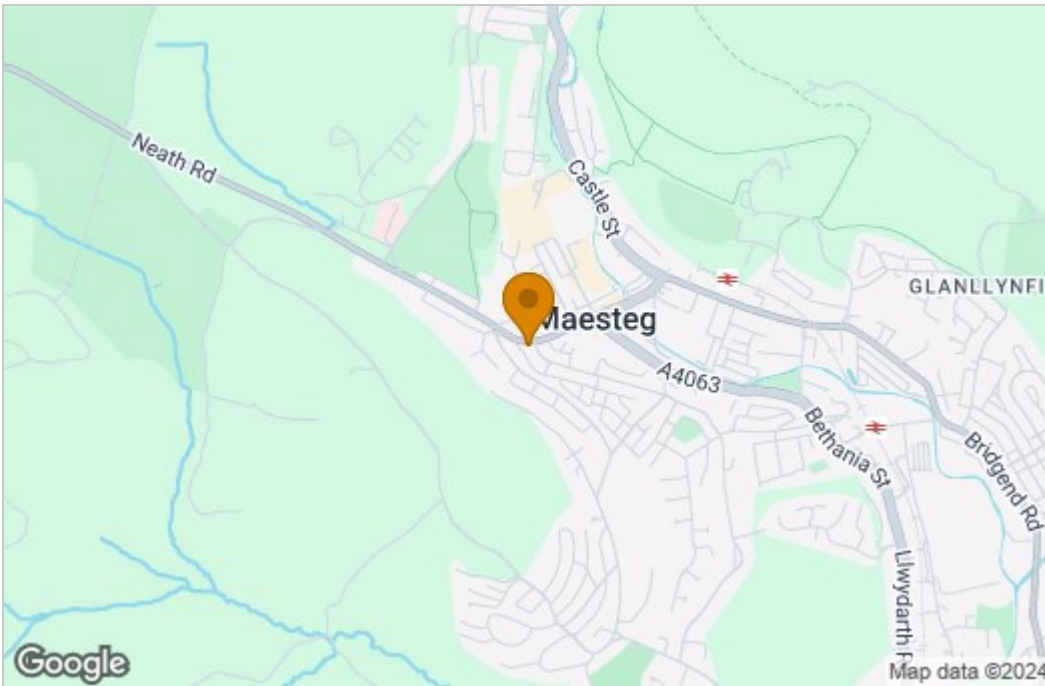 Neath Rd
Castle St
GLANLLYNFI
Maesteg
A4063
Bethania St
Bridgend Rd
Llwydarth R
Google
Map data ©2024